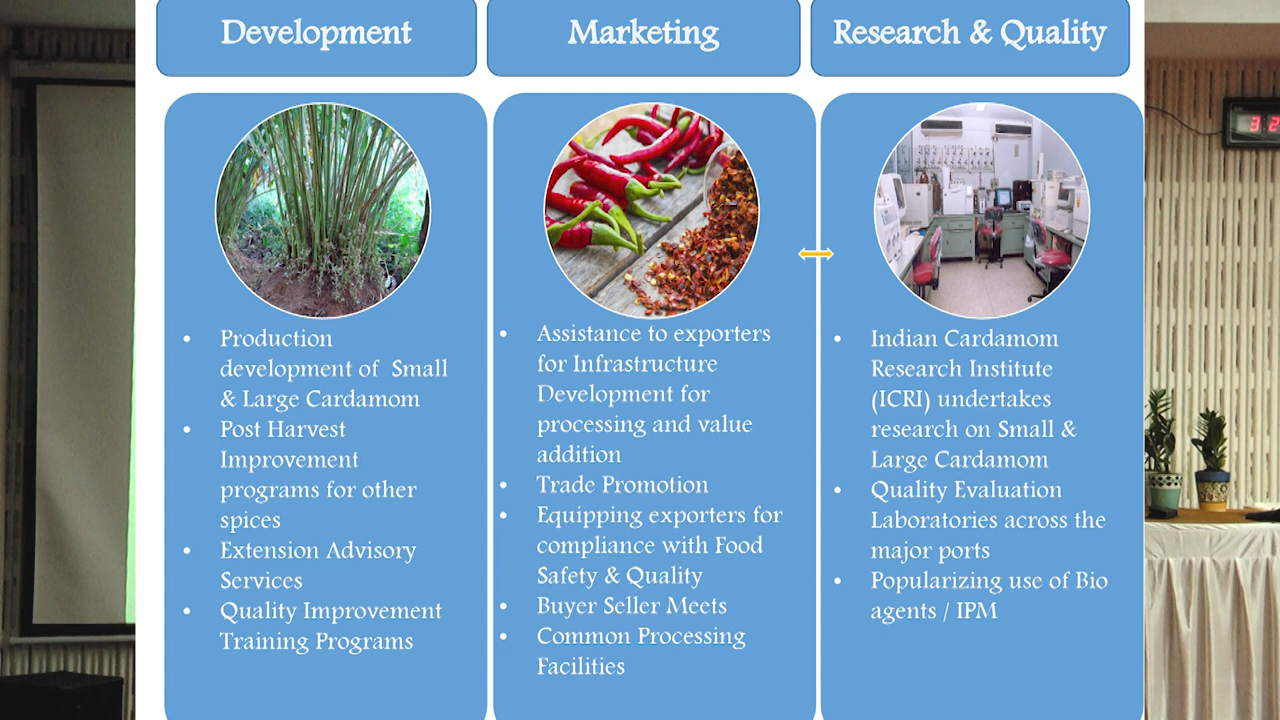 Development
Marketing
Research & Quality
• Production
development of Small
& Large Cardamom
• Post Harvest
Improvement
programs for other
spices
• Extension Advisory
Services
• Quality Improvement
Training Programs
• Assistance to exporters
for Infrastructure
Development for
processing and value
addition
• Trade Promotion
• Equipping exporters for
compliance with Food
Safety & Quality
• Buyer Seller Meets
• Common Processing
Facilities
• Indian Cardamom
Research Institute
(ICRI) undertakes
research on Small &
Large Cardamom
• Quality Evaluation
Laboratories across the
major ports
• Popularizing use of Bio
agents / IPM